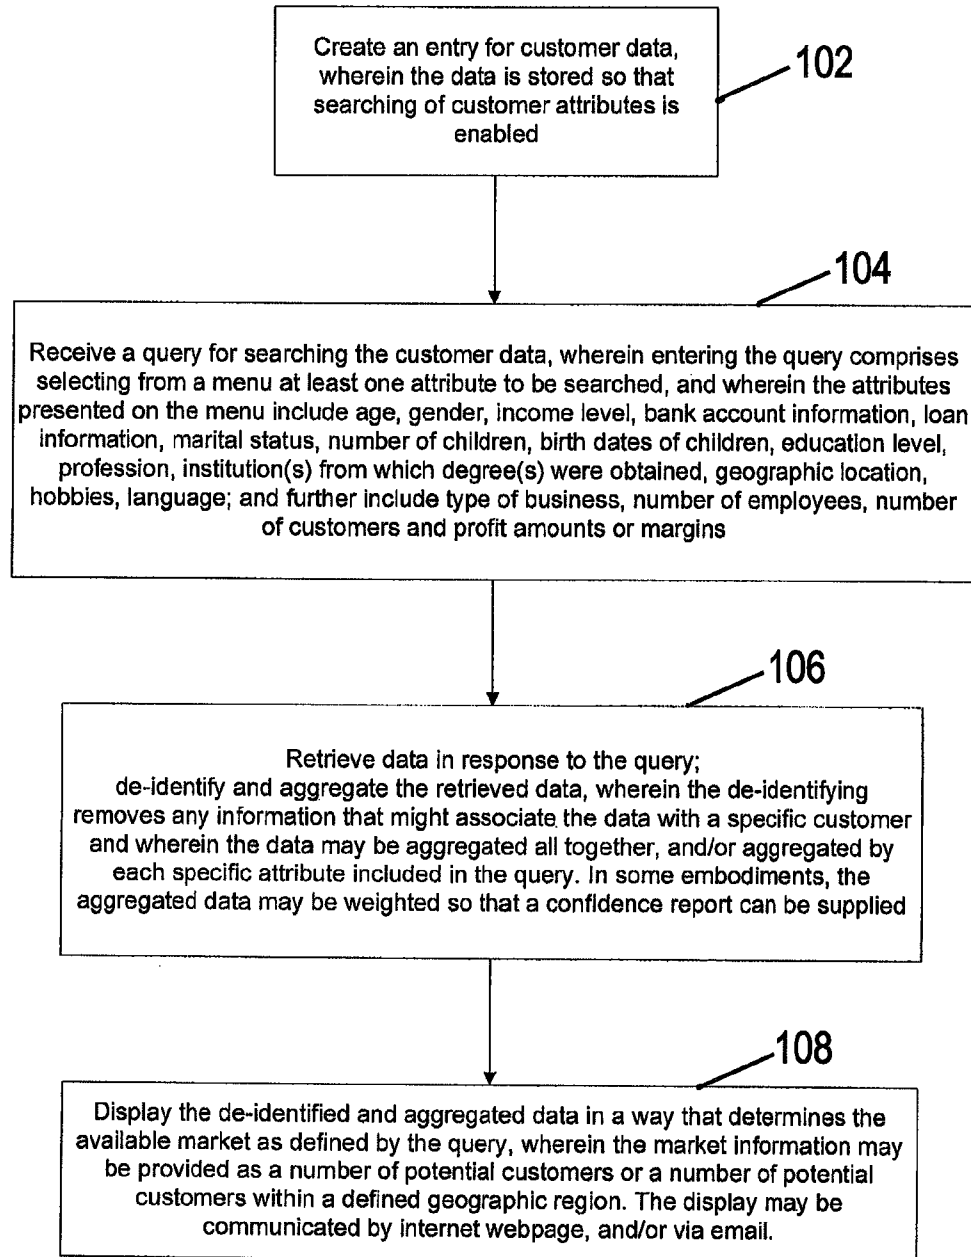 Create an entry for customer data,
wherein the data is stored so that
searching of customer attributes is
enabled
102
104
Receive a query for searching the customer data, wherein entering the query comprises
selecting from a menu at least one attribute to be searched, and wherein the attributes
presented on the menu include age, gender, income level, bank account information, loan
information, marital status, number of children, birth dates of children, education level,
profession, institution(s) from which degree(s) were obtained, geographic location,
hobbies, language; and further include type of business, number of employees, number
of customers and profit amounts or margins
106
Retrieve data in response to the query;
de-identify and aggregate the retrieved data, wherein the de-identifying
removes any information that might associate the data with a specific customer
and wherein the data may be aggregated all together, and/or aggregated by
each specific attribute included in the query. In some embodiments, the
aggregated data may be weighted so that a confidence report can be supplied
108
Display the de-identified and aggregated data in a way that determines the
available market as defined by the query, wherein the market information may
be provided as a number of potential customers or a number of potential
customers within a defined geographic region. The display may be
communicated by internet webpage, and/or via email.